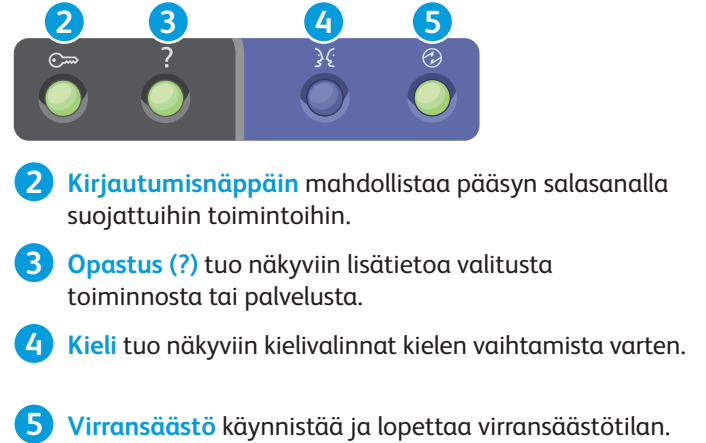 2 3 4 5
?
2 Kirjautumisnäppäin mahdollistaa pääsyn salasanalla
suojattuihin toimintoihin.
3 Opastus (?) tuo näkyviin lisätietoa valitusta
toiminnosta tai palvelusta.
4 Kieli tuo näkyviin kielivalinnat kielen vaihtamista varten.
5 Virransäästö käynnistää ja lopettaa virransäästötilan.